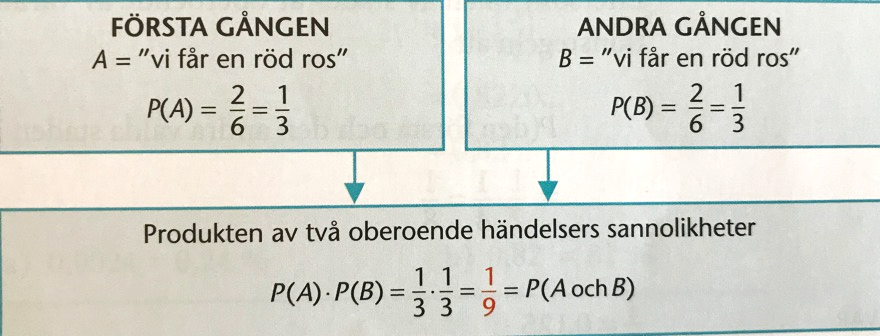 FÖRSTA GÅNGEN
A = "vi får en röd ros"
P(A) = 2/6 = 1/3
ANDRA GÅNGEN
B = "vi får en röd ros"
P(B) = 2/6 = 1/3
Produkten av två oberoende händelsers sannolikheter
P(A) · P(B) = 1/3 · 1/3 = 1/9 = P(A och B)